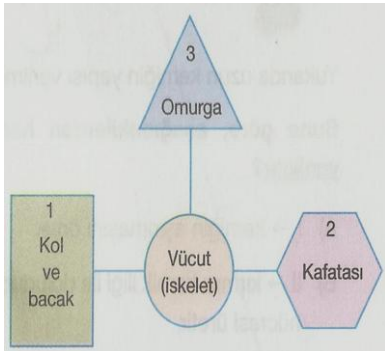 3
Omurga
1
Kol
ve
bacak
Vücut
(iskelet)
2
Kafatası